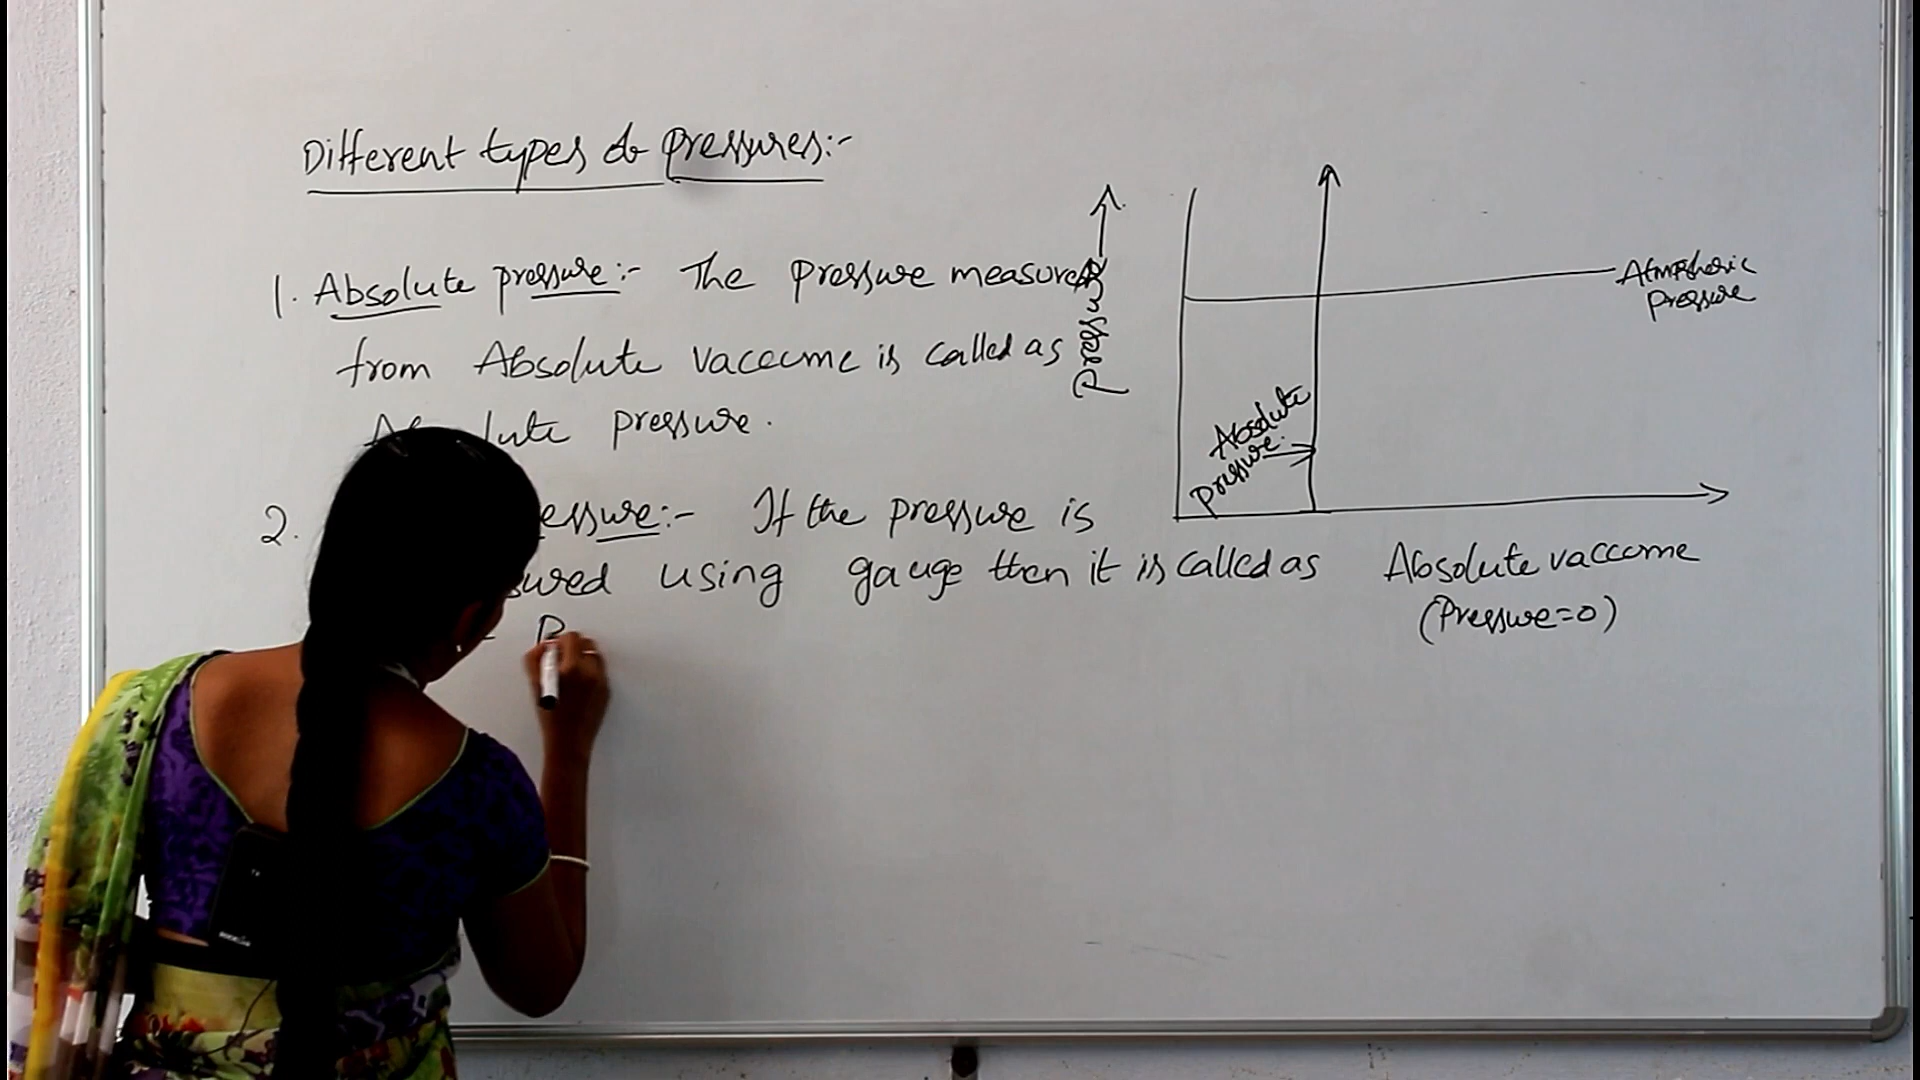 Different types of pressures:-
1. Absolute pressure:- The pressure measured
from Absolute vaccume is called as
pressure.
2. If the pressure is
using gauge then it is called as
Pressure
Atmospheric
pressure
Absolute
pressure
Absolute vaccume
(Pressure=0)